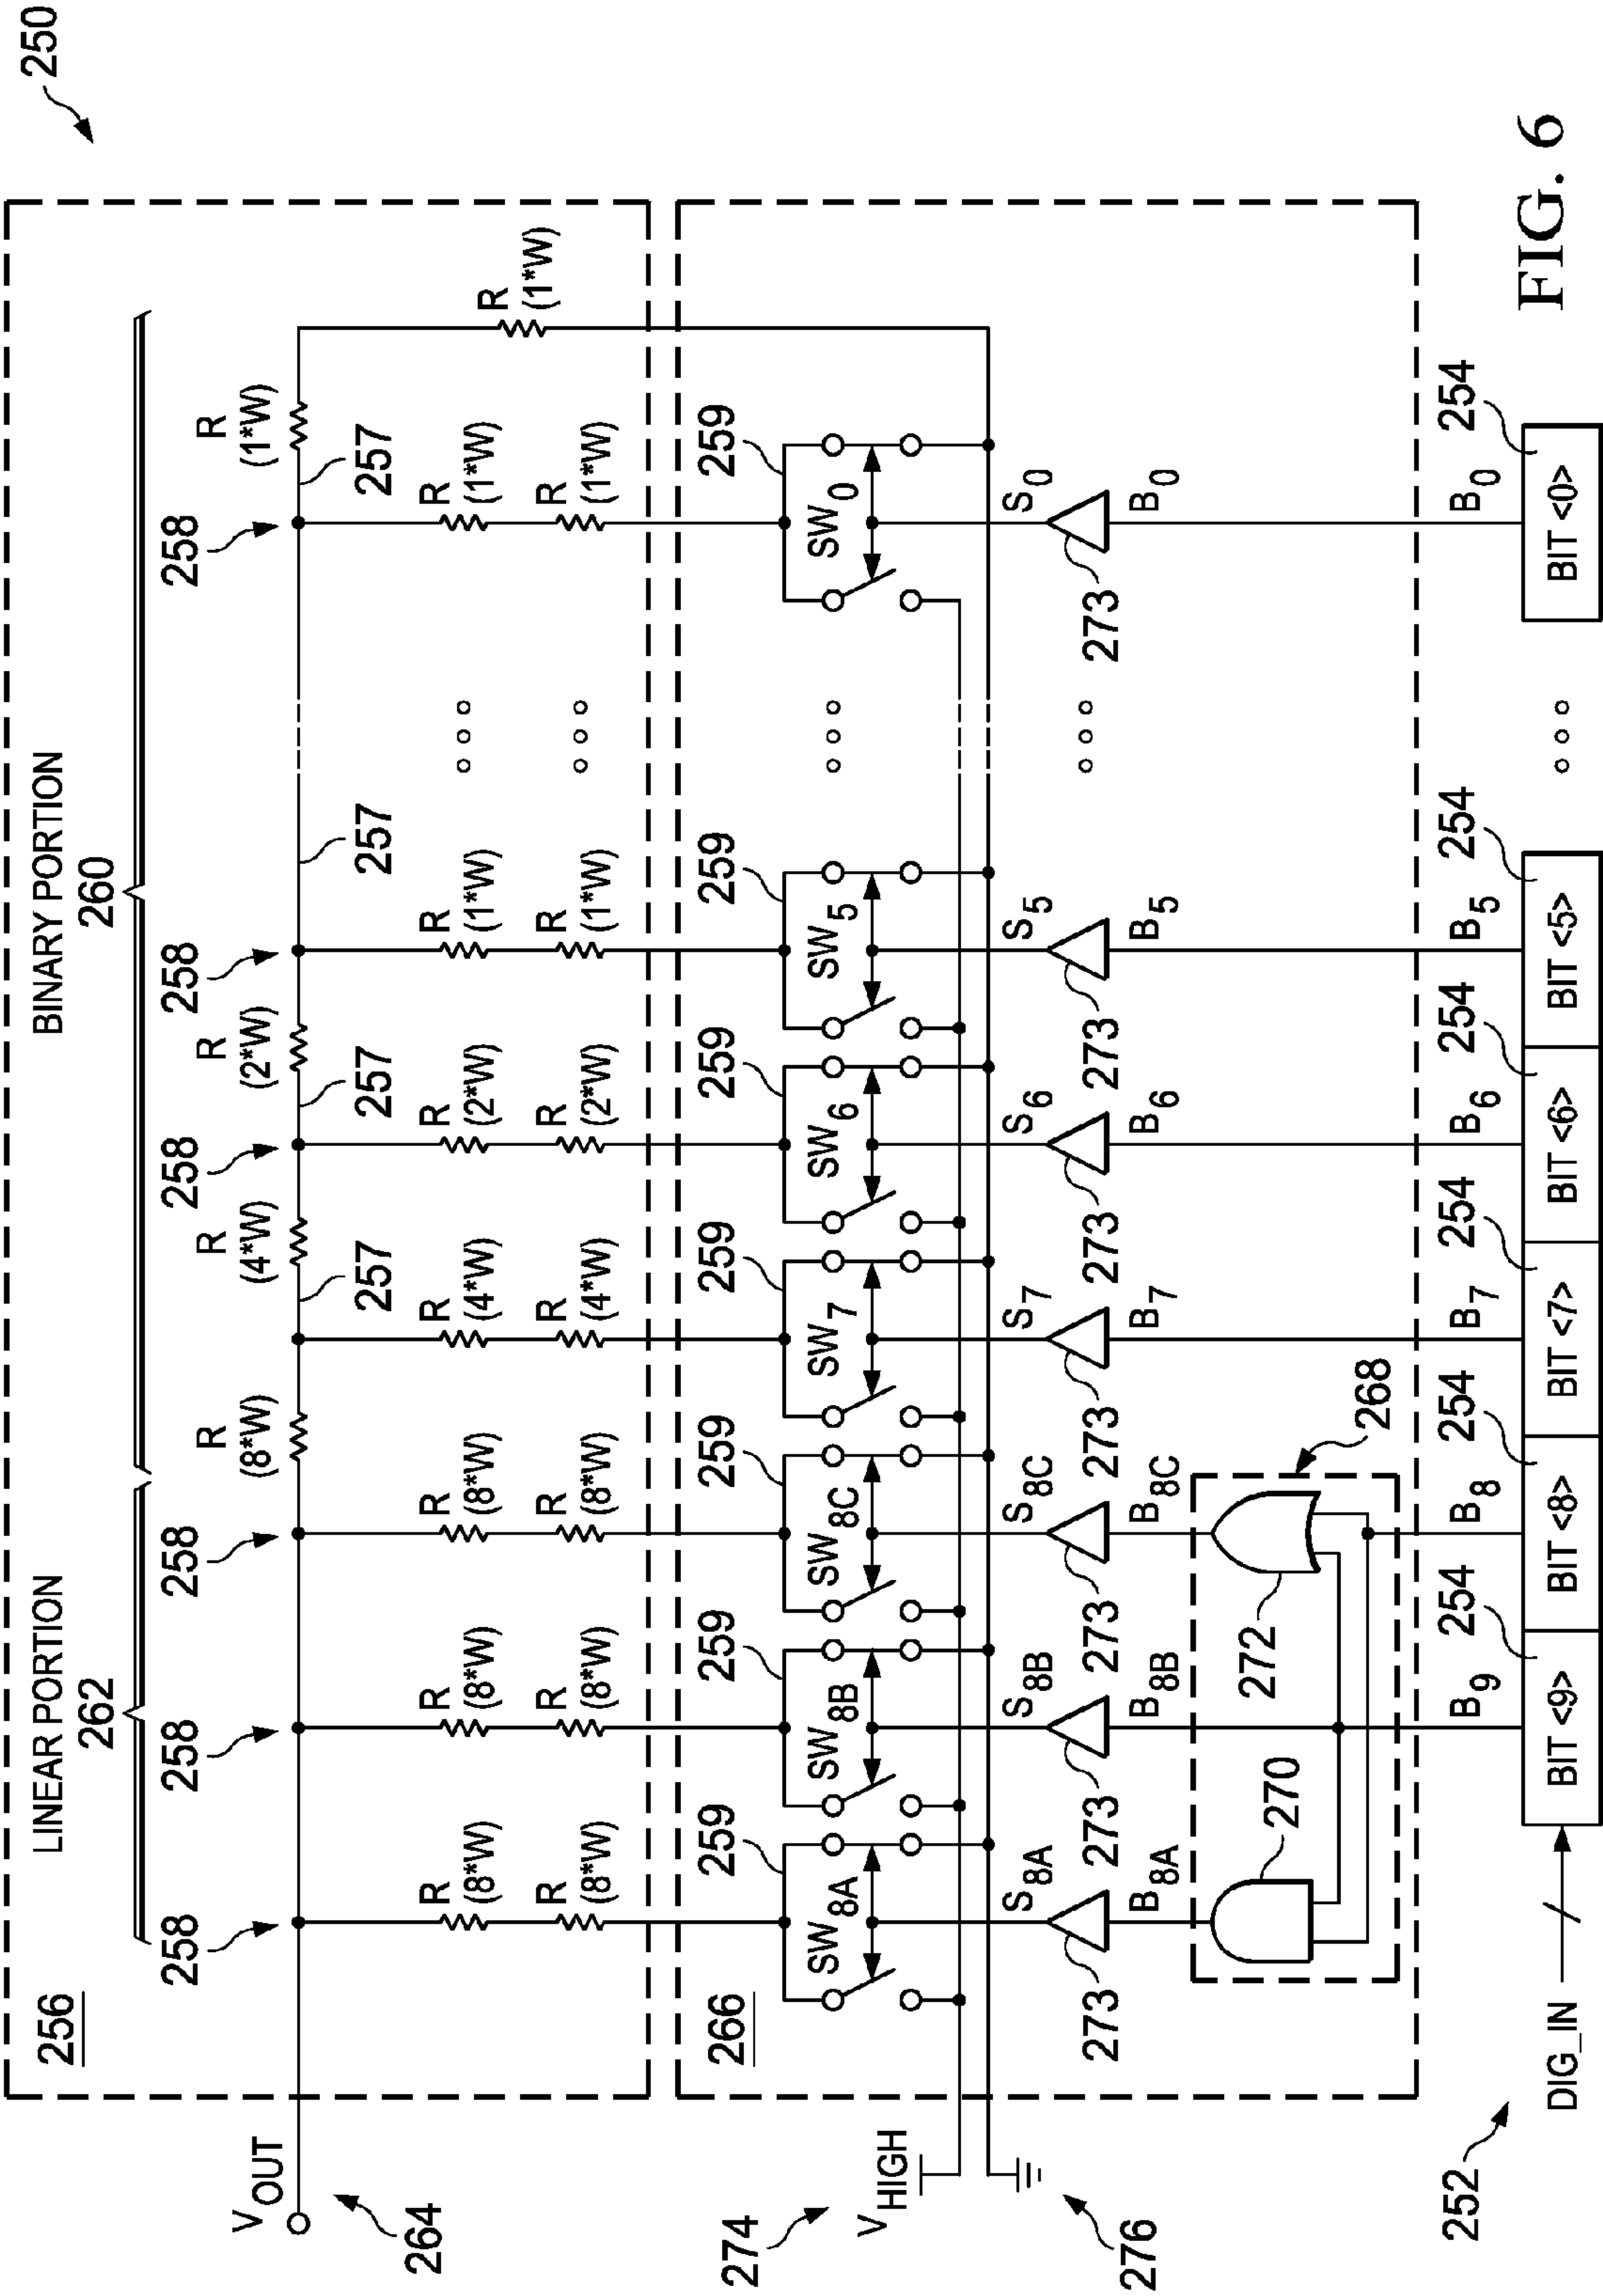 250
256
LINEAR PORTION
262
BINARY PORTION
260
258
258
258
258
258
258
R
(8*W)
R
(4*W)
R
(2*W)
R
(1*W)
257
257
257
257
VOUT
264
R
(8*W)
R
(8*W)
R
(8*W)
R
(4*W)
R
(2*W)
R
(1*W)
R
(1*W)
R
(1*W)
R
(8*W)
R
(8*W)
R
(8*W)
R
(4*W)
R
(2*W)
R
(1*W)
R
(1*W)
266
259
259
259
259
259
259
259
SW8A
SW8B
SW8C
SW7
SW6
SW5
SW0
274
VHIGH
276
S8A
S8B
S8C
S7
S6
S5
S0
273
273
273
273
273
273
273
B8A
B8B
B8C
B7
B6
B5
B0
270
272
268
B9
B8
B7
B6
B5
B0
254
254
254
254
254
254
252
DIG_IN
BIT <9>
BIT <8>
BIT <7>
BIT <6>
BIT <5>
BIT <0>
FIG. 6